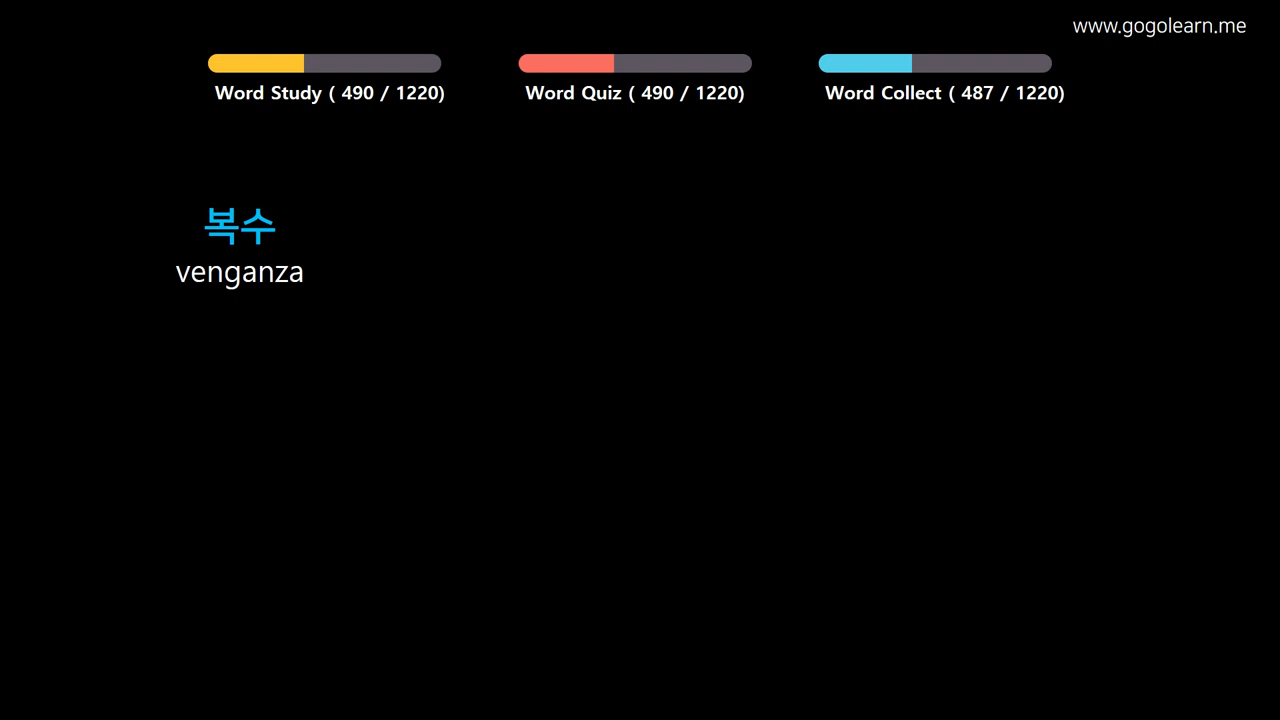 www.gogolearn.me
Word Study ( 490 / 1220)
Word Quiz ( 490 / 1220)
Word Collect ( 487 / 1220)
복수
venganza